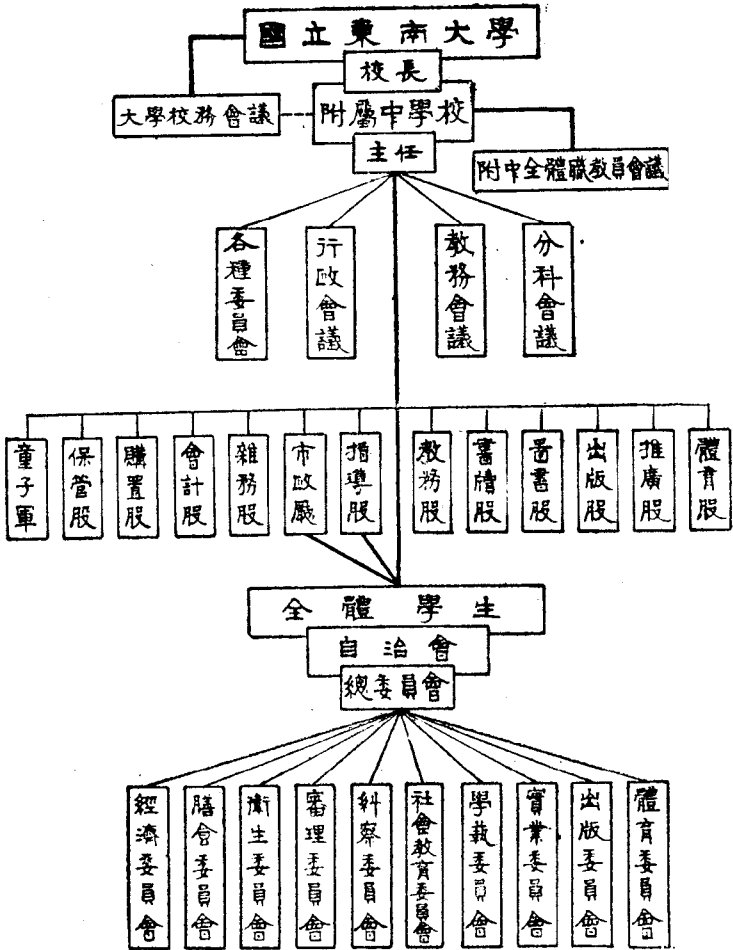 國立東南大學
校長
大學校務會議
附屬中學校
主任
附中全體職教員會議
各種委員會
行政會議
教務會議
分科會議
童子軍
保管股
購置股
會計股
雜務股
市政廳
指導股
教務股
書牘股
圖書股
出版股
推廣股
體育股
全體學生
自治會
總委員會
經濟委員會
膳食委員會
衛生委員會
審理委員會
糾察委員會
社會教育委員會
學藝委員會
實業委員會
出版委員會
體育委員會